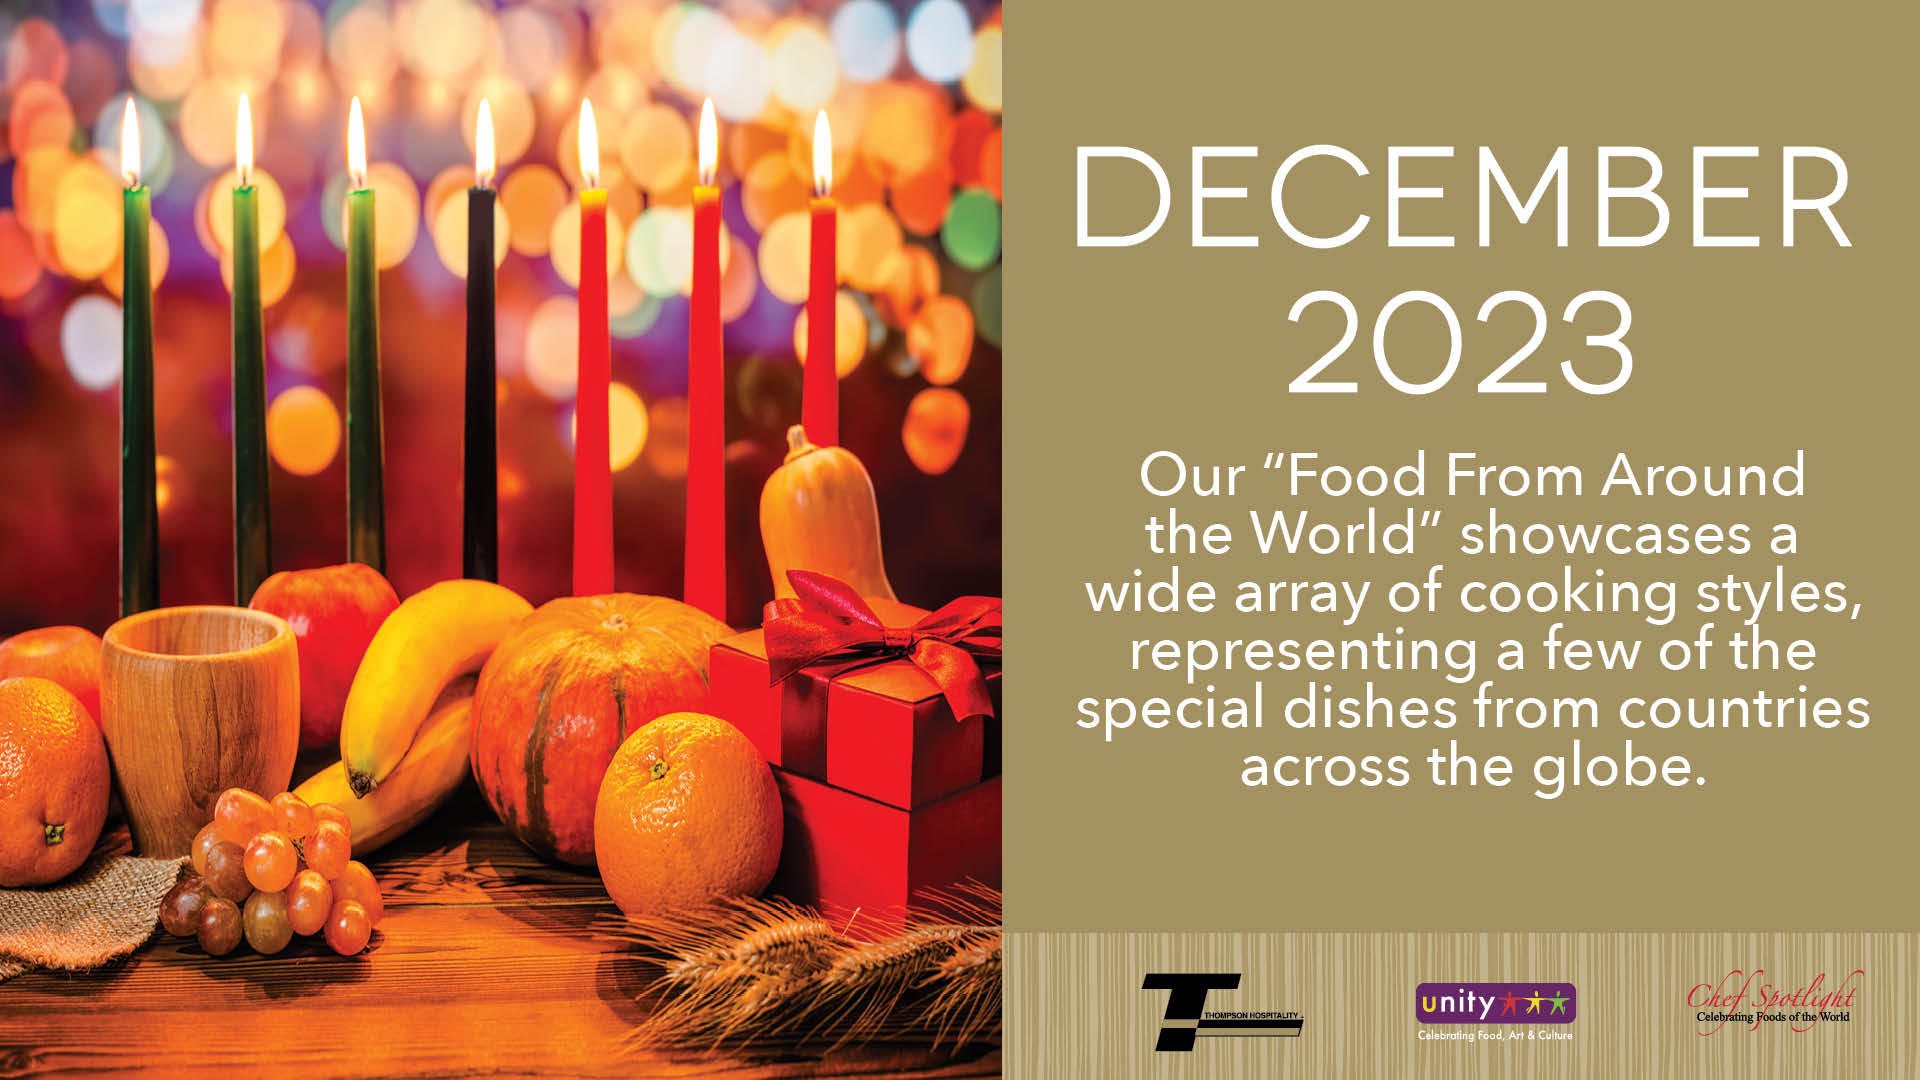 DECEMBER
2023
Our “Food From Around
the World” showcases a
wide array of cooking styles,
representing a few of the
special dishes from countries
across the globe.
THOMPSON HOSPITALITY
unity
Celebrating Food, Art & Culture
Chef Spotlight
Celebrating Foods of the World